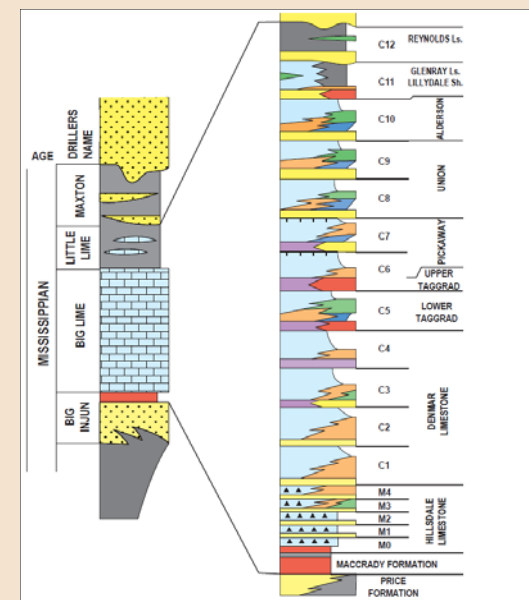 AGE
DRILLERS
NAME
MISSISSIPPIAN
MAXTON
LITTLE
LIME
BIG LIME
BIG
INJUN
C12
REYNOLDS Ls.
C11
GLENRAY Ls.
LILLYDALE Sh.
C10
ALDERSON
C9
UNION
C8
C7
PICKAWAY
C6
UPPER
TAGGRAD
C5
LOWER
TAGGRAD
C4
C3
DENMAR
LIMESTONE
C2
C1
M4
M3
M2
M1
M0
HILLSDALE
LIMESTONE
MACCRADY FORMATION
PRICE
FORMATION